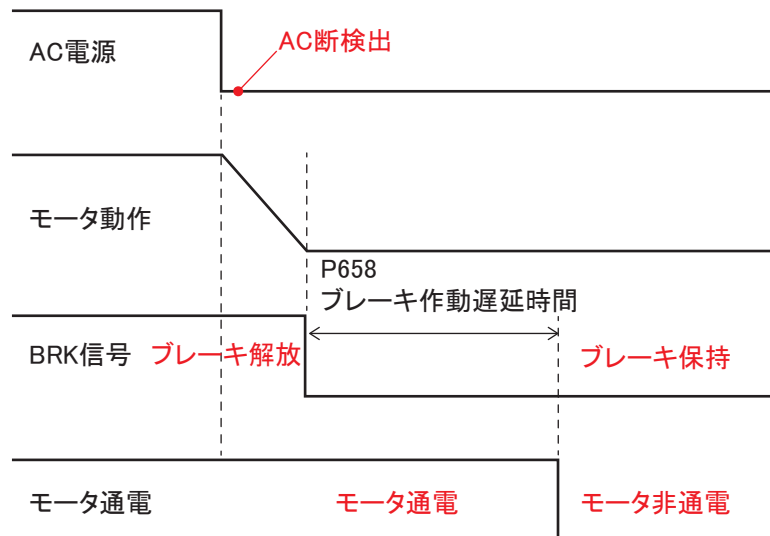 AC電源
AC断検出
モータ動作
P658
ブレーキ作動遅延時間
BRK信号 ブレーキ解放 ブレーキ保持
モータ通電 モータ通電 モータ非通電